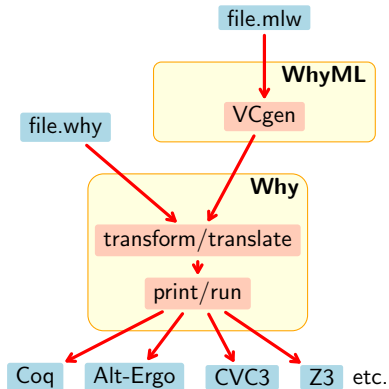 file.mlw
WhyML
VCgen
file.why
Why
transform/translate
print/run
Coq Alt-Ergo CVC3 Z3 etc.